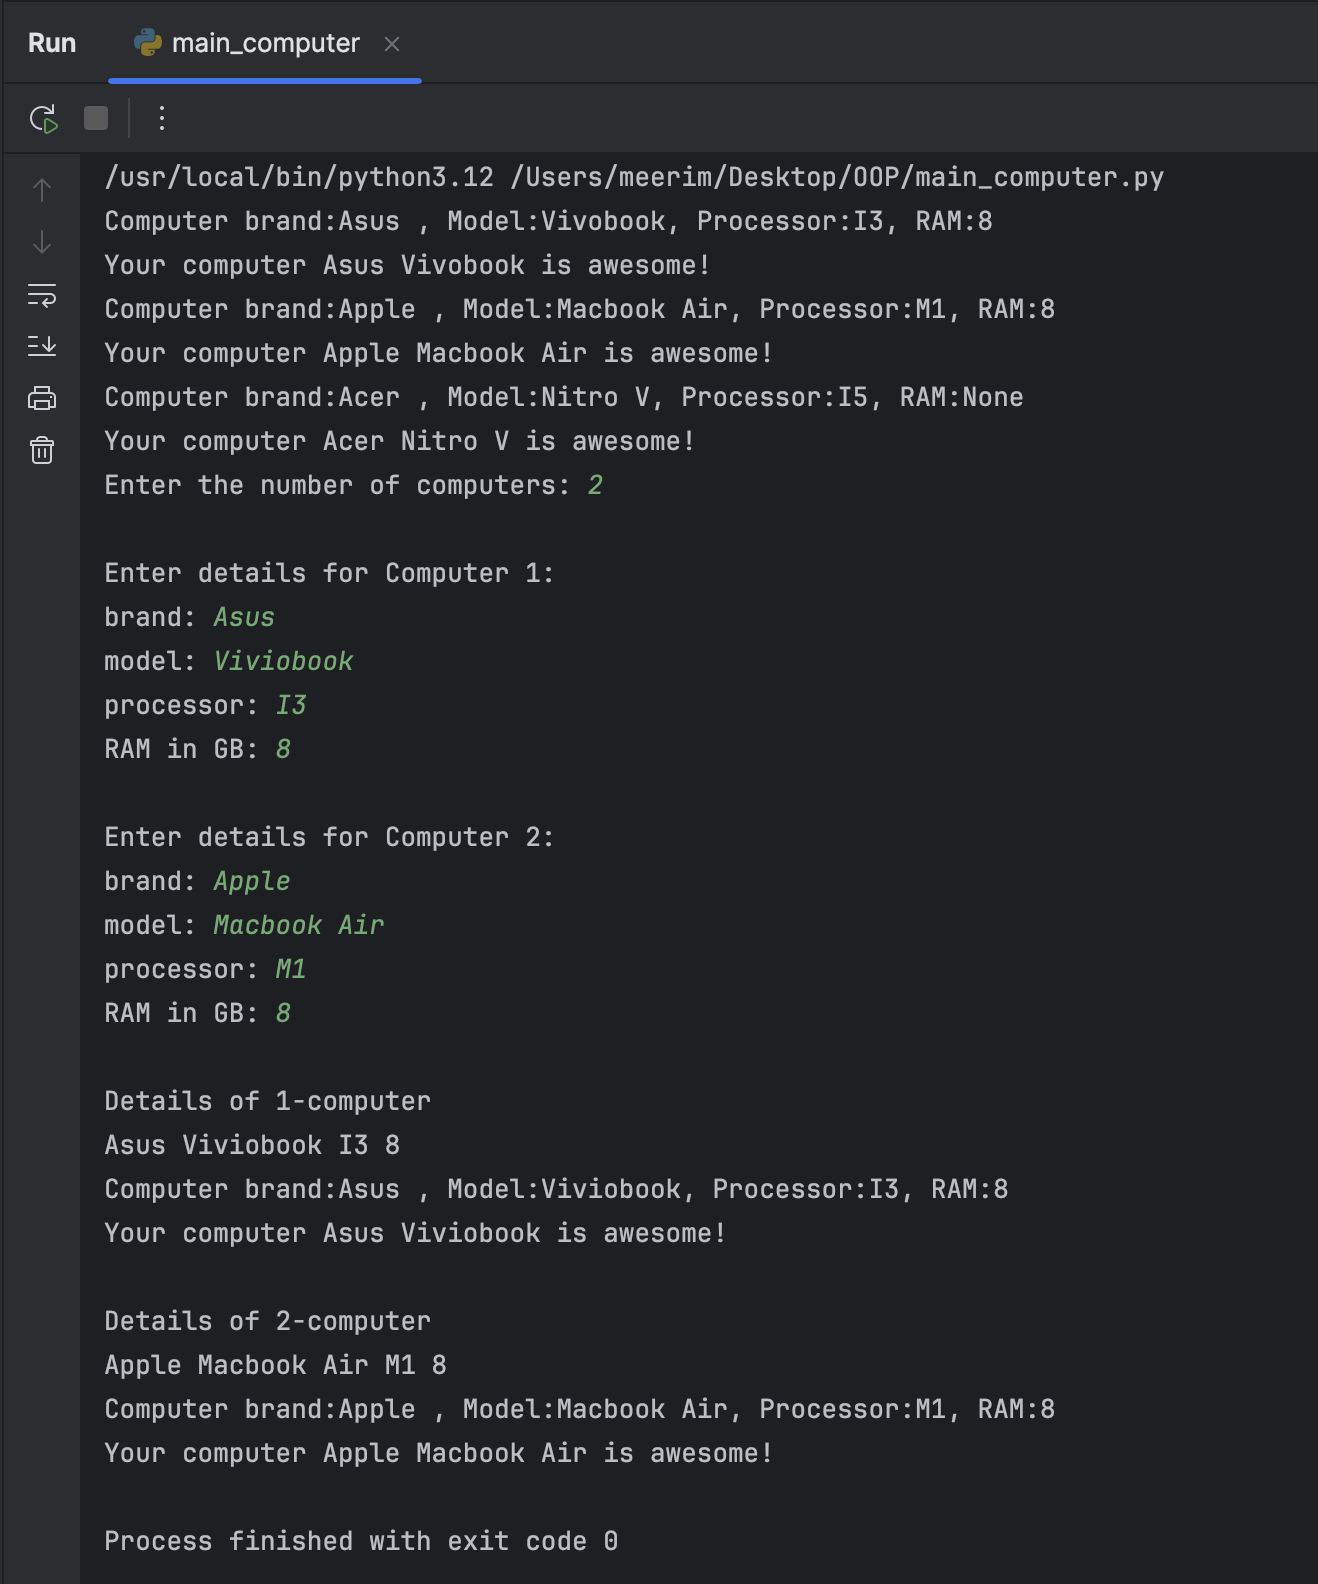 Run main_computer
/usr/local/bin/python3.12 /Users/meerim/Desktop/OOP/main_computer.py
Computer brand:Asus , Model:Vivobook, Processor:I3, RAM:8
Your computer Asus Vivobook is awesome!
Computer brand:Apple , Model:Macbook Air, Processor:M1, RAM:8
Your computer Apple Macbook Air is awesome!
Computer brand:Acer , Model:Nitro V, Processor:I5, RAM:None
Your computer Acer Nitro V is awesome!
Enter the number of computers: 2
Enter details for Computer 1:
brand: Asus
model: Viviobook
processor: I3
RAM in GB: 8
Enter details for Computer 2:
brand: Apple
model: Macbook Air
processor: M1
RAM in GB: 8
Details of 1-computer
Asus Viviobook I3 8
Computer brand:Asus , Model:Viviobook, Processor:I3, RAM:8
Your computer Asus Viviobook is awesome!
Details of 2-computer
Apple Macbook Air M1 8
Computer brand:Apple , Model:Macbook Air, Processor:M1, RAM:8
Your computer Apple Macbook Air is awesome!
Process finished with exit code 0